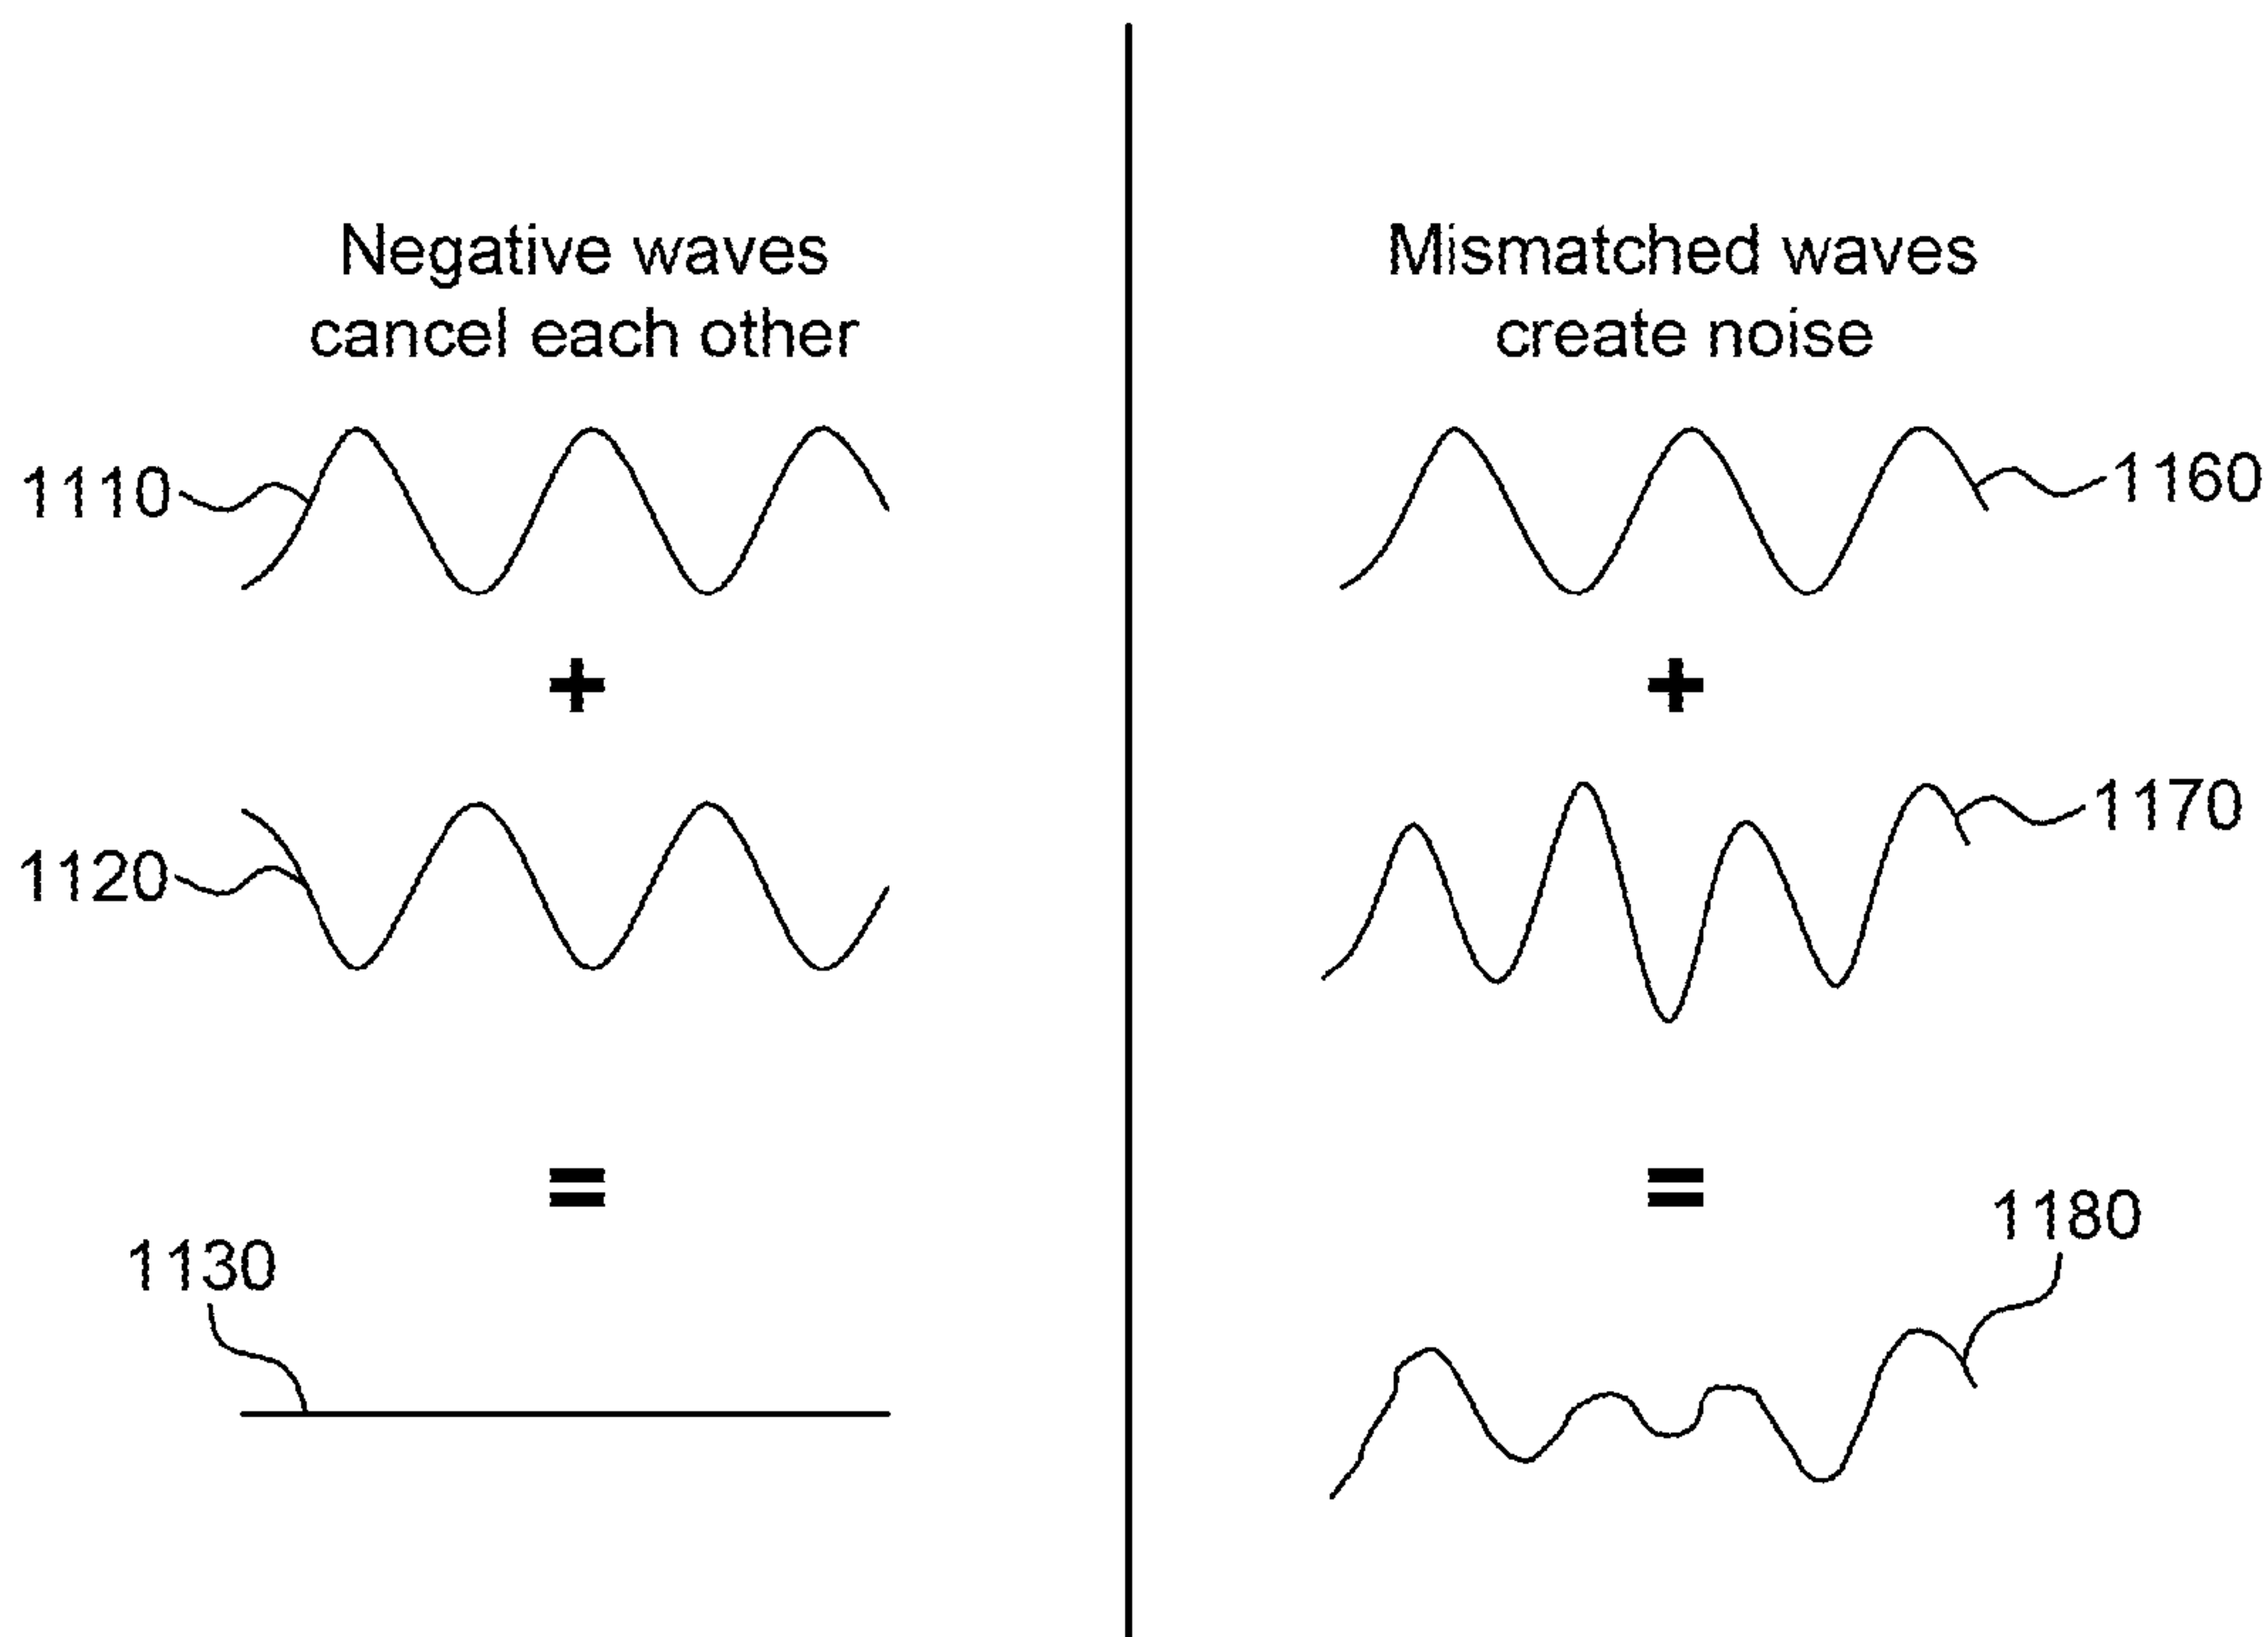 Negative waves
cancel each other
1110
+
1120
=
1130
Mismatched waves
create noise
1160
+
1170
=
1180